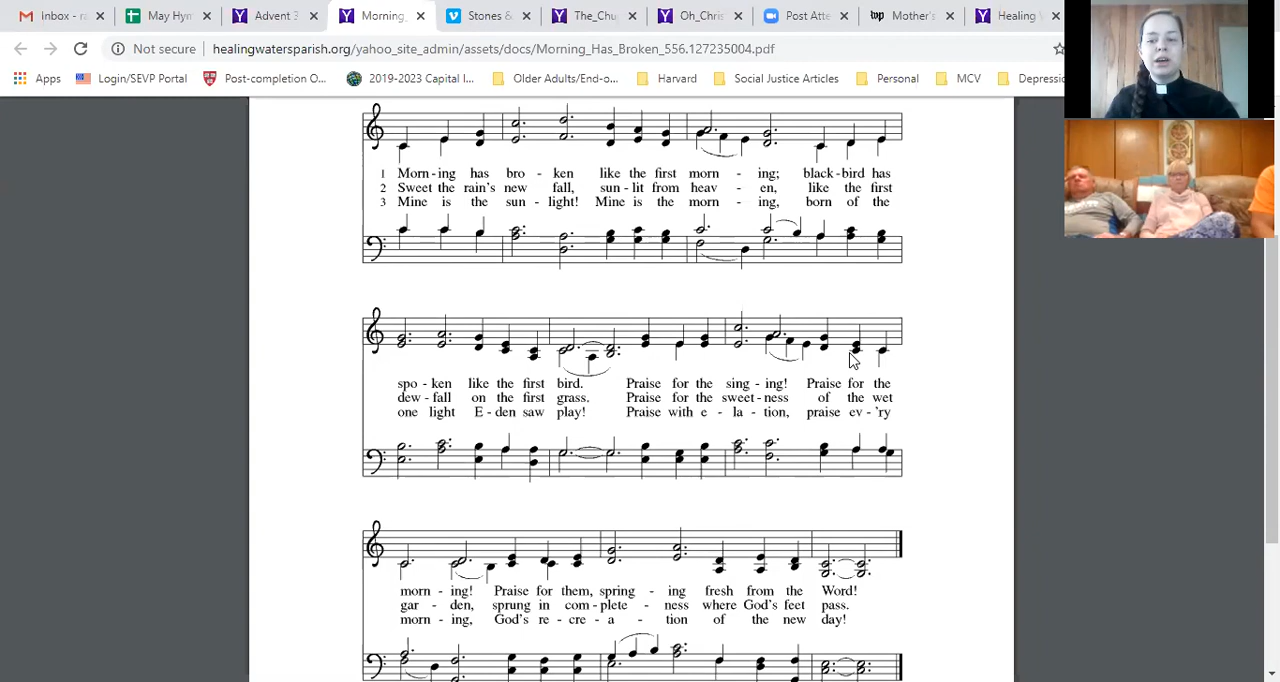 Inbox - ra
May Hym
Advent 3
Morning_
Stones &
The_Chu
Oh_Chris
Post Atte
wp Mother's
Healing W
Not secure healingwatersparish.org/yahoo_site_admin/assets/docs/Morning_Has_Broken_556.127235004.pdf
Apps Login/SEVP Portal Post-completion O... 2019-2023 Capital I... Older Adults/End-o... Harvard Social Justice Articles Personal MCV Depressio
1 Morn - ing has bro - ken like the first morn - ing; black - bird has
2 Sweet the rain's new fall, sun - lit from heav - en, like the first
3 Mine is the sun - light! Mine is the morn - ing, born of the
spo - ken like the first bird. Praise for the sing - ing! Praise for the
dew - fall on the first grass. Praise for the sweet - ness of the wet
one light E - den saw play! Praise with e - la - tion, praise ev - 'ry
morn - ing! Praise for them, spring - ing fresh from the Word!
gar - den, sprung in com - plete - ness where God's feet pass.
morn - ing, God's re - cre - a - tion of the new day!